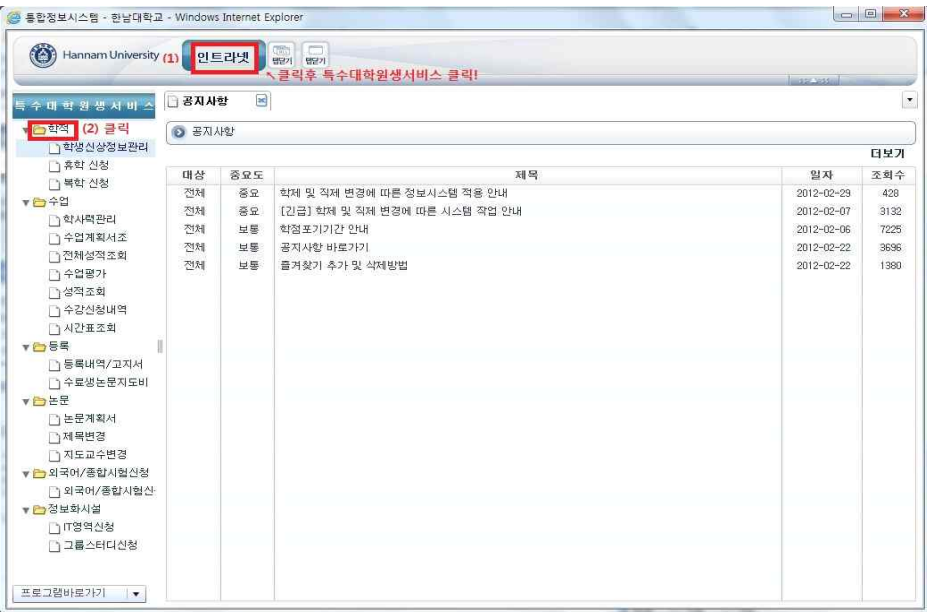 통합정보시스템 - 한남대학교 - Windows Internet Explorer
Hannam University (1) 인트라넷
클릭후 특수대학원생서비스 클릭!
특수대학원생서비스
공지사항
학적 (2) 클릭
공지사항
학생신상정보관리
더보기
휴학 신청
복학 신청
대상 중요도 제목 일자 조회수
전체 중요 학제 및 직제 변경에 따른 정보시스템 적용 안내 2012-02-29 428
전체 중요 [긴급] 학제 및 직제 변경에 따른 시스템 작업 안내 2012-02-07 3132
전체 보통 학점포기기간 안내 2012-02-06 7225
전체 보통 공지사항 바로가기 2012-02-22 3696
전체 보통 즐겨찾기 추가 및 삭제방법 2012-02-22 1380
수업
학사력관리
수업계획서조
전체성적조회
수업평가
성적조회
수강신청내역
시간표조회
등록
등록내역/고지서
수료생논문지도비
논문
논문계획서
제목변경
지도교수변경
외국어/종합시험신청
외국어/종합시험신
정보화시설
IT영역신청
그룹스터디신청
프로그램바로가기